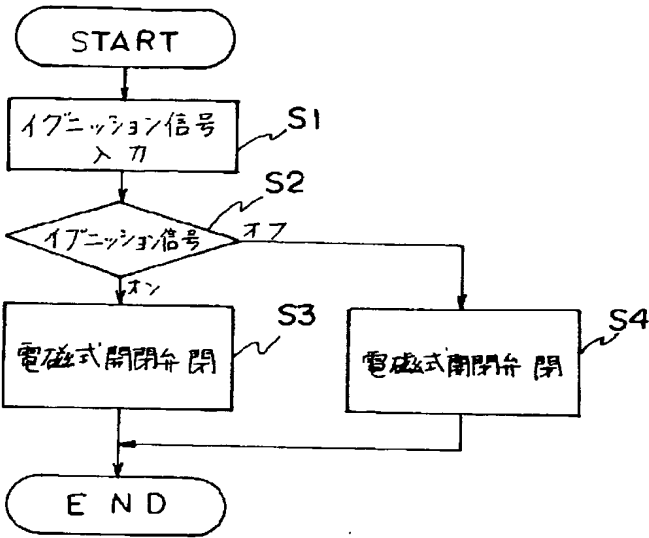 START
イグニッション信号
入力
S1
S2
イグニッション信号
オフ
オン
S3
電磁式開閉弁 閉
S4
電磁式開閉弁 閉
END